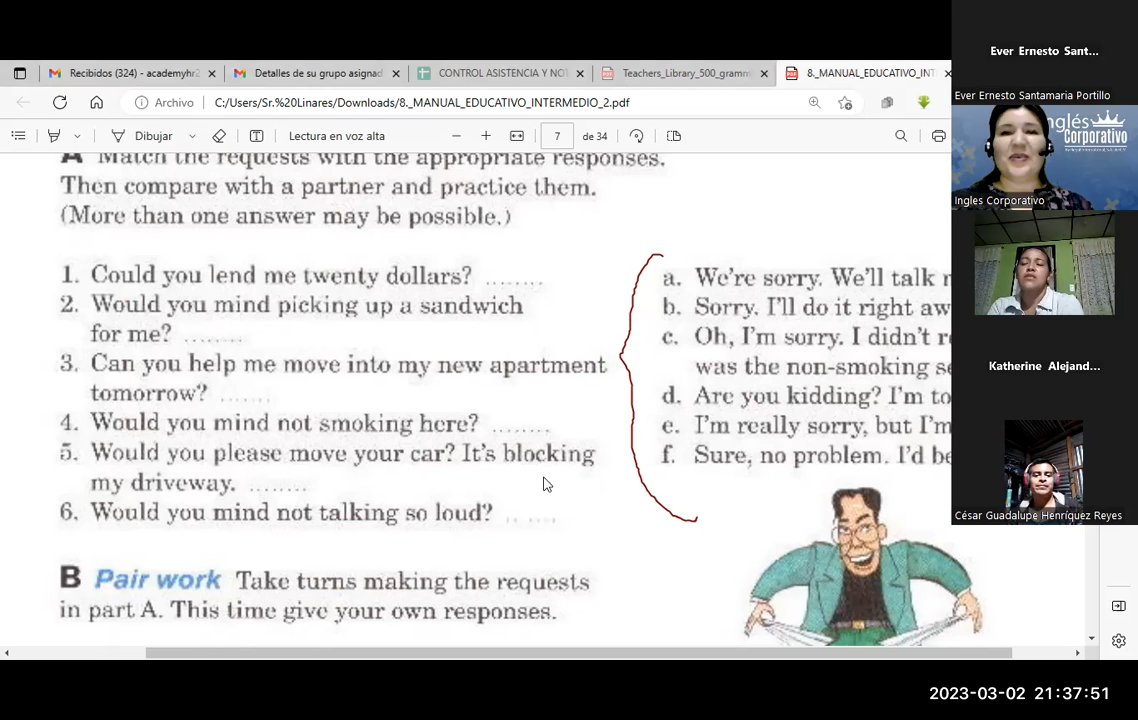 Recibidos (324) - academyhr2
Detalles de su grupo asignad
CONTROL ASISTENCIA Y NO
Teachers_Library_500_gramm
8._MANUAL_EDUCATIVO_INT
Archivo
C:/Users/Sr.%20Linares/Downloads/8._MANUAL_EDUCATIVO_INTERMEDIO_2.pdf
Dibujar
Lectura en voz alta
7
de 34
A Match the requests with the appropriate responses.
Then compare with a partner and practice them.
(More than one answer may be possible.)
1. Could you lend me twenty dollars? ........
2. Would you mind picking up a sandwich
for me? ........
3. Can you help me move into my new apartment
tomorrow? .......
4. Would you mind not smoking here? ........
5. Would you please move your car? It's blocking
my driveway. ........
6. Would you mind not talking so loud? .......
a. We're sorry. We'll talk
b. Sorry. I'll do it right aw
c. Oh, I'm sorry. I didn't r
was the non-smoking se
d. Are you kidding? I'm to
e. I'm really sorry, but I'm
f. Sure, no problem. I'd be
B Pair work Take turns making the requests
in part A. This time give your own responses.
Ever Ernesto Sant...
Ever Ernesto Santamaria Portillo
Inglés
Corporativo
Ingles Corporativo
Katherine Alejand...
César Guadalupe Henríquez Reyes
2023-03-02 21:37:51